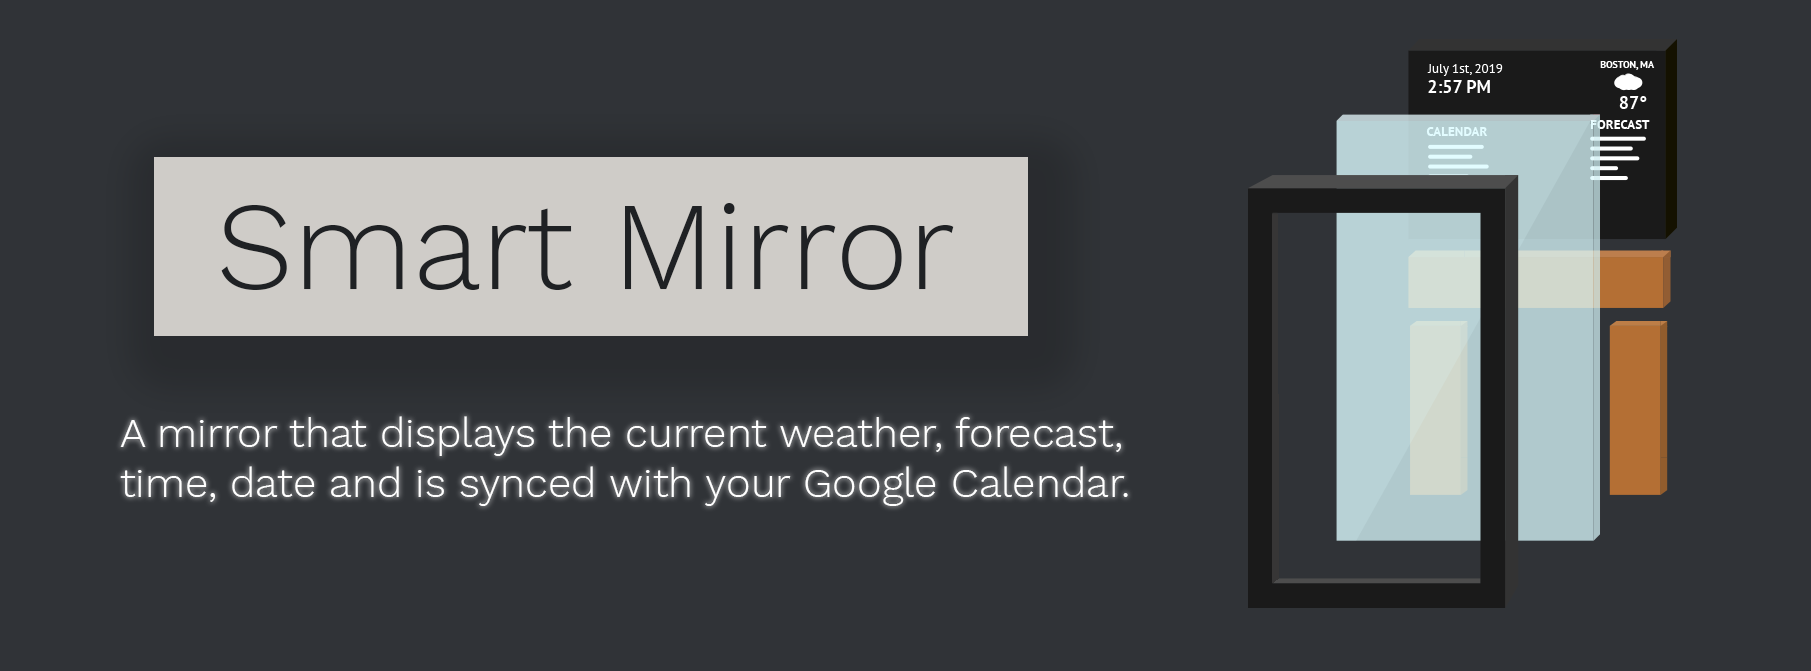 Smart Mirror
A mirror that displays the current weather, forecast,
time, date and is synced with your Google Calendar.
July 1st, 2019
2:57 PM
BOSTON, MA
87°
CALENDAR
FORECAST